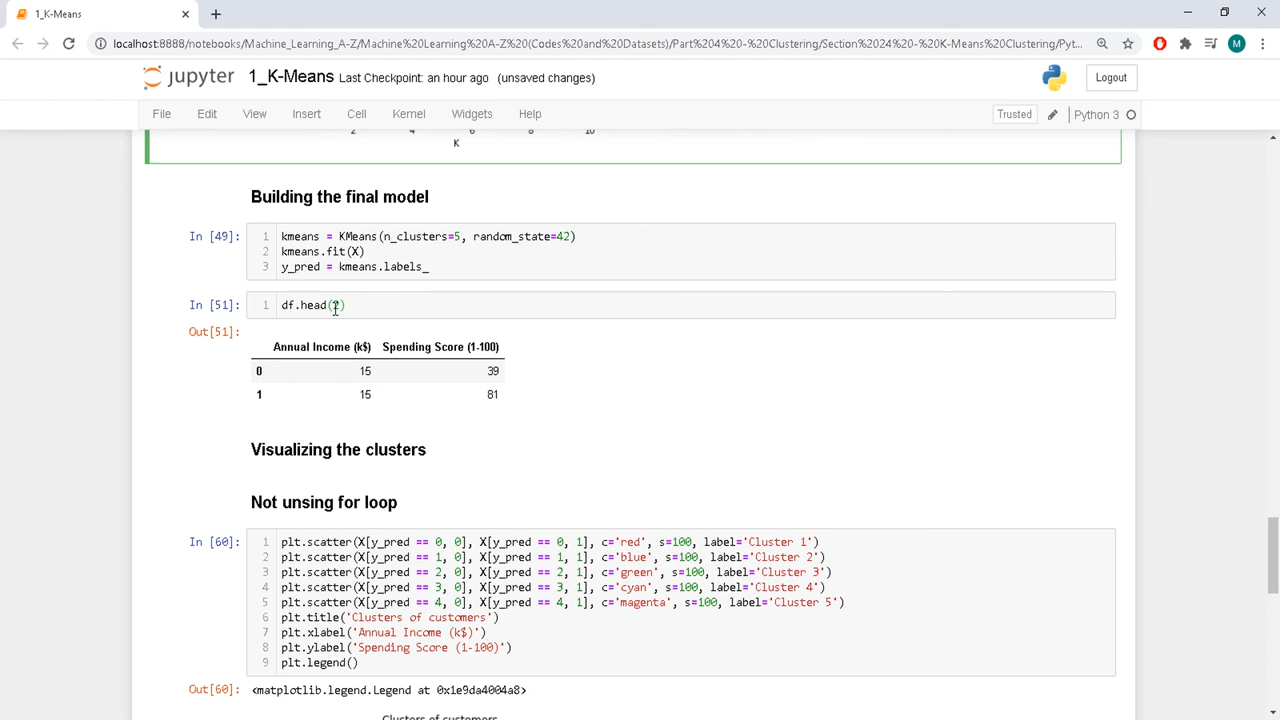 1_K-Means
localhost:8888/notebooks/Machine_Learning_A-Z/Machine%20Learning%20A-Z(Codes%20and%20Datasets)/Part%204%20-%20Clustering/Section%2024%20-%20K-Means%20Clustering/Pyt...
M
jupyter 1_K-Means Last Checkpoint: an hour ago (unsaved changes)
Logout
File Edit View Insert Cell Kernel Widgets Help
Trusted Python 3
2 4 6 8 10
K
Building the final model
In [49]:
1 kmeans = KMeans(n_clusters=5, random_state=42)
2 kmeans.fit(X)
3 y_pred = kmeans.labels_
In [51]: 1 df.head(2)
Out[51]:
Annual Income (k$) Spending Score (1-100)
0 15 39
1 15 81
Visualizing the clusters
Not unsing for loop
In [60]:
1 plt.scatter(X[y_pred == 0, 0], X[y_pred == 0, 1], c='red', s=100, label='Cluster 1')
2 plt.scatter(X[y_pred == 1, 0], X[y_pred == 1, 1], c='blue', s=100, label='Cluster 2')
3 plt.scatter(X[y_pred == 2, 0], X[y_pred == 2, 1], c='green', s=100, label='Cluster 3')
4 plt.scatter(X[y_pred == 3, 0], X[y_pred == 3, 1], c='cyan', s=100, label='Cluster 4')
5 plt.scatter(X[y_pred == 4, 0], X[y_pred == 4, 1], c='magenta', s=100, label='Cluster 5')
6 plt.title('Clusters of customers')
7 plt.xlabel('Annual Income (k$)')
8 plt.ylabel('Spending Score (1-100)')
9 plt.legend()
Out[60]: <matplotlib.legend.Legend at 0x1e9da4004a8>
Clusters of customers